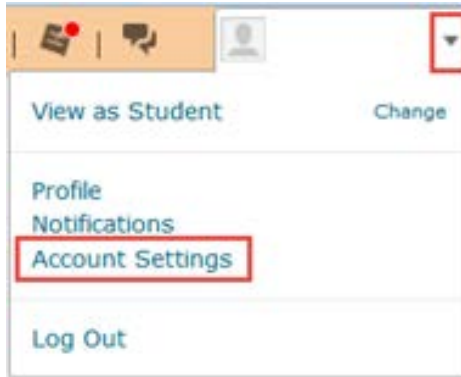 View as Student Change
Profile
Notifications
Account Settings
Log Out